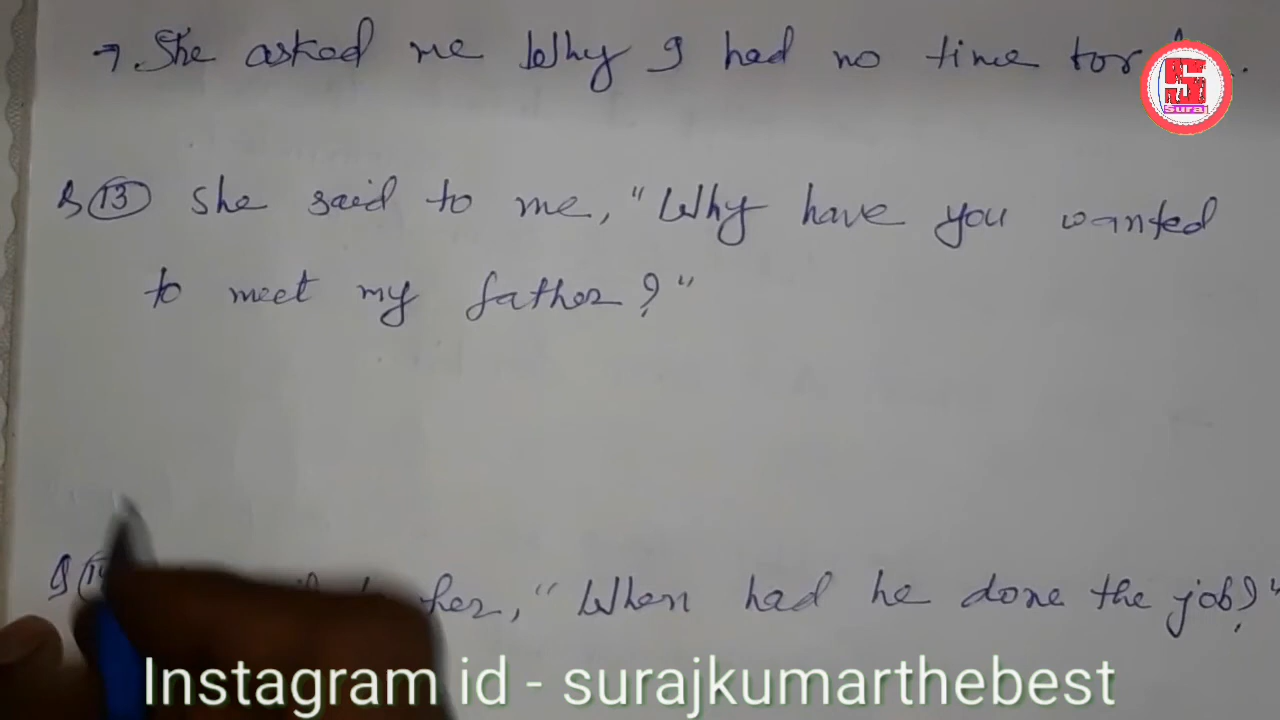 → She asked me Why I had no time for
S
Suraj
Q 13 She said to me, "Why have you wanted
to meet my father?"
Q 14 her, "When had he done the job?"
Instagram id - surajkumarthebest